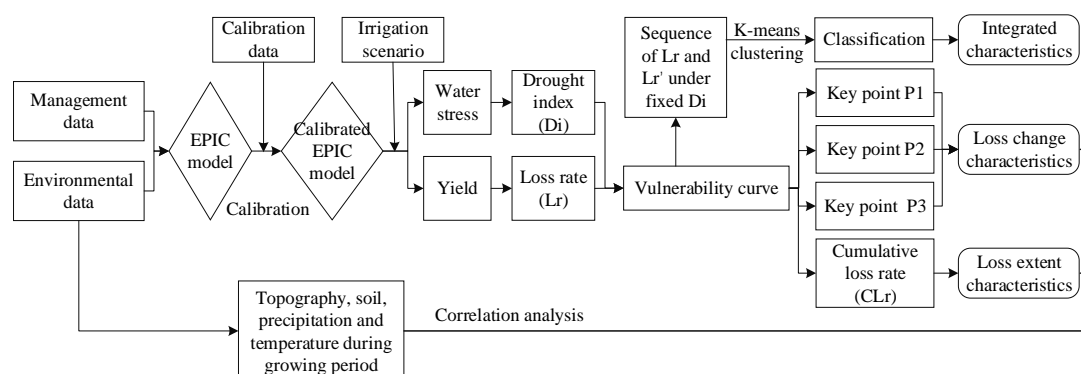 Calibration
data
Irrigation
scenario
Sequence
of Lr and
Lr' under
fixed Di
K-means
clustering
Classification
Integrated
characteristics
Management
data
Environmental
data
EPIC
model
Calibration
Calibrated
EPIC
model
Water
stress
Drought
index
(Di)
Yield
Loss rate
(Lr)
Vulnerability curve
Key point P1
Key point P2
Key point P3
Loss change
characteristics
Cumulative
loss rate
(CLr)
Loss extent
characteristics
Topography, soil,
precipitation and
temperature during
growing period
Correlation analysis